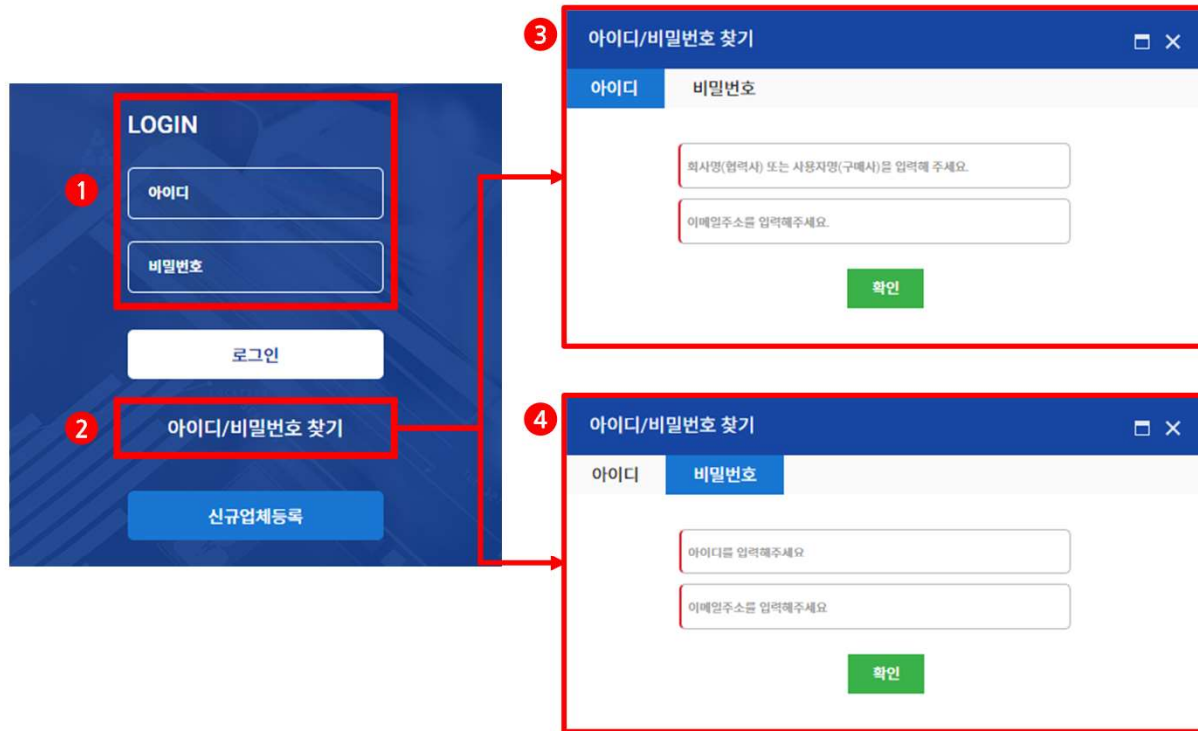 1
LOGIN
아이디
비밀번호
로그인
2
아이디/비밀번호 찾기
신규업체등록
3
아이디/비밀번호 찾기
아이디 비밀번호
회사명(협력사) 또는 사용자명(구매사)을 입력해 주세요.
이메일주소를 입력해주세요.
확인
4
아이디/비밀번호 찾기
아이디 비밀번호
아이디를 입력해주세요
이메일주소를 입력해주세요
확인